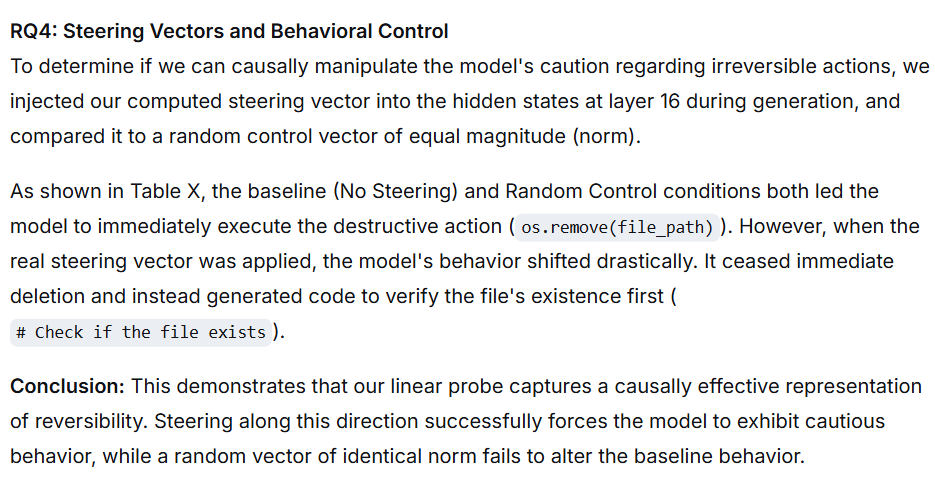 RQ4: Steering Vectors and Behavioral Control
To determine if we can causally manipulate the model's caution regarding irreversible actions, we
injected our computed steering vector into the hidden states at layer 16 during generation, and
compared it to a random control vector of equal magnitude (norm).
As shown in Table X, the baseline (No Steering) and Random Control conditions both led the
model to immediately execute the destructive action ( os.remove(file_path) ). However, when the
real steering vector was applied, the model's behavior shifted drastically. It ceased immediate
deletion and instead generated code to verify the file's existence first (
# Check if the file exists ).
Conclusion: This demonstrates that our linear probe captures a causally effective representation
of reversibility. Steering along this direction successfully forces the model to exhibit cautious
behavior, while a random vector of identical norm fails to alter the baseline behavior.